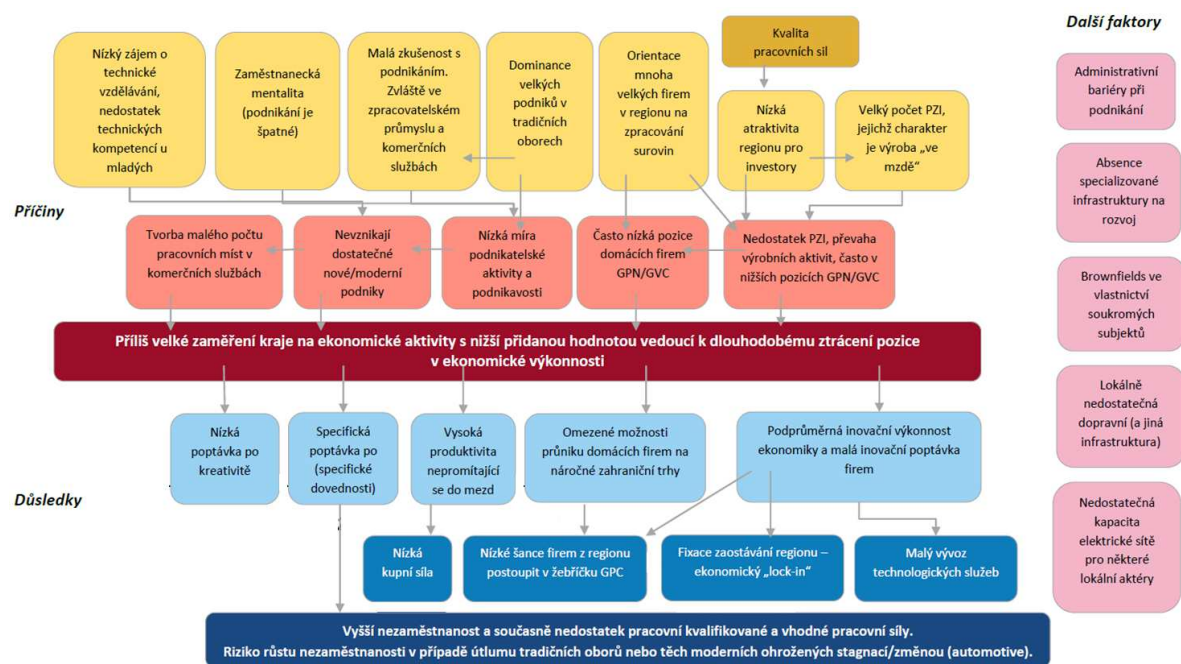 Další faktory
Kvalita
pracovních sil
Nízký zájem o
technické
vzdělávání,
nedostatek
technických
kompetencí u
mladých
Zaměstnanecká
mentalita
(podnikání je
špatné)
Malá zkušenost s
podnikáním.
Zvláště ve
zpracovatelském
průmyslu a
komerčních
službách
Dominance
velkých
podniků v
tradičních
oborech
Orientace
mnoha
velkých firem
v regionu na
zpracování
surovin
Nízká
atraktivita
regionu pro
investory
Velký počet PZI,
jejichž charakter
je výroba „ve
mzdě“
Příčiny
Tvorba malého počtu
pracovních míst v
komerčních službách
Nevznikají
dostatečné
nové/moderní
podniky
Nízká míra
podnikatelské
aktivity a
podnikavosti
Často nízká pozice
domácích firem
GPN/GVC
Nedostatek PZI, převaha
výrobních aktivit, často v
nižších pozicích GPN/GVC
Příliš velké zaměření kraje na ekonomické aktivity s nižší přidanou hodnotou vedoucí k dlouhodobému ztrácení pozice
v ekonomické výkonnosti
Nízká
poptávka po
kreativitě
Specifická
poptávka po
(specifické
dovednosti)
Vysoká
produktivita
nepromítající
se do mezd
Omezené možnosti
průniku domácích firem na
náročné zahraniční trhy
Podprůměrná inovační výkonnost
ekonomiky a malá inovační poptávka
firem
Důsledky
Nízká
kupní síla
Nízké šance firem z regionu
postoupit v žebříčku GPC
Fixace zaostávání regionu –
ekonomický „lock-in“
Malý vývoz
technologických služeb
Vyšší nezaměstnanost a současně nedostatek pracovní kvalifikované a vhodné pracovní síly.
Riziko růstu nezaměstnanosti v případě útlumu tradičních oborů nebo těch moderních ohrožených stagnací/změnou (automotive).
Administrativní
bariéry při
podnikání
Absence
specializované
infrastruktury na
rozvoj
Brownfields ve
vlastnictví
soukromých
subjektů
Lokálně
nedostatečná
dopravní (a jiná
infrastruktura)
Nedostatečná
kapacita
elektrické sítě
pro některé
lokální aktéry